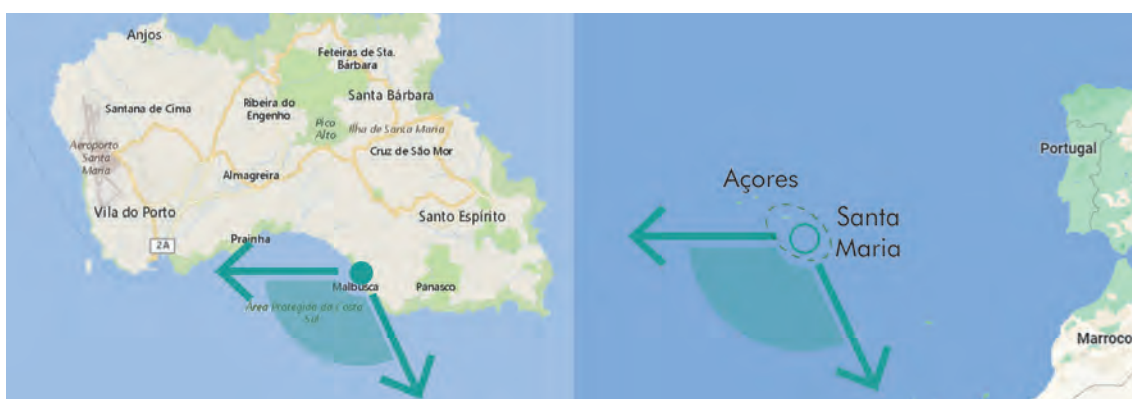 Anjos
Feteiras de Sta.
Bárbara
Santana de Cima
Ribeira do
Engenho
Santa Bárbara
Pico
Alto
Ilha de Santa Maria
Aeroporto
Santa
Maria
Cruz de São Mor
Almagreira
Vila do Porto
Santo Espírito
2A
Prainha
Malbusca
Panasco
Área Protegida da Costa
Sul
Portugal
Açores
Santa
Maria
Marroco